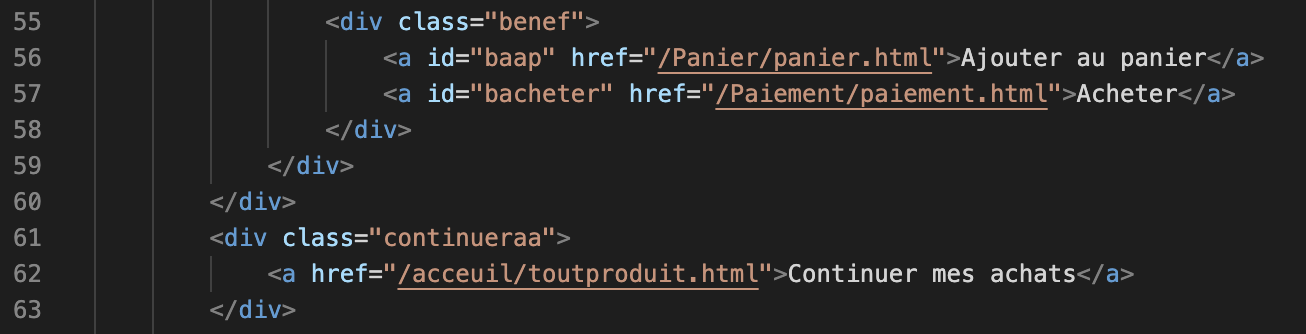 55 <div class="benef">
56 <a id="baap" href="/Panier/panier.html">Ajouter au panier</a>
57 <a id="bacheter" href="/Paiement/paiement.html">Acheter</a>
58 </div>
59 </div>
60 </div>
61 <div class="continueraa">
62 <a href="/acceuil/toutproduit.html">Continuer mes achats</a>
63 </div>